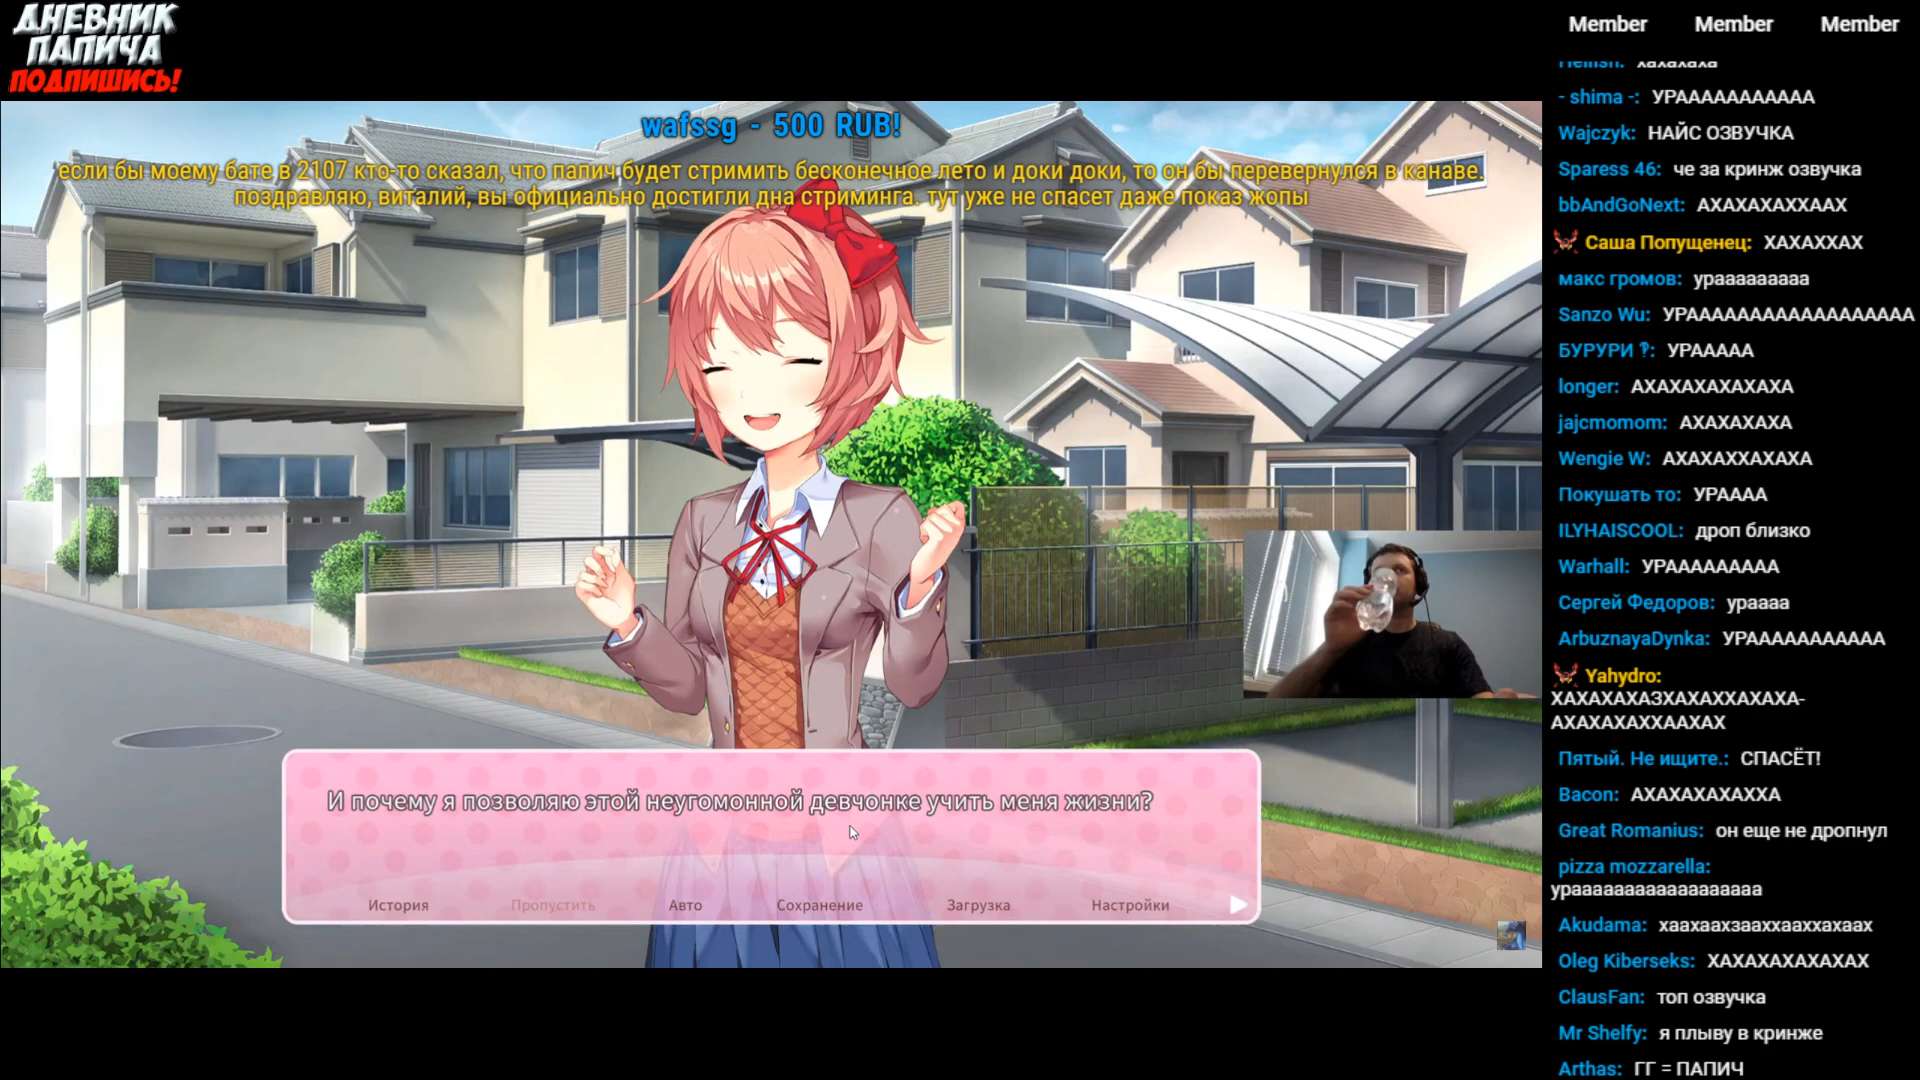 ДНЕВНИК
ПАПИЧА
ПОДПИШИСЬ!
wafssg - 500 RUB!
если бы моему бате в 2107 кто-то сказал, что папич будет стримить бесконечное лето и доки доки, то он бы перевернулся в канаве.
поздравляю, виталий, вы официально достигли дна стриминга. тут уже не спасет даже показ жопы
И почему я позволяю этой неугомонной девчонке учить меня жизни?
История Пропустить Авто Сохранение Загрузка Настройки
Member Member Member
Hellish: хахахаха
- shima -: УРААААААААААА
Wajczyk: НАЙС ОЗВУЧКА
Sparess 46: че за кринж озвучка
bbAndGoNext: АХАХАХАХХААХ
Саша Попущенец: ХАХАХХАХ
макс громов: урааааааааа
Sanzo Wu: УРАААААААААААААААААА
БУРУРИ ?: УРААААА
longer: АХАХАХАХАХАХА
jajcmomom: АХАХАХАХА
Wengie W: АХАХАХХАХАХА
Покушать то: УРАААА
ILYHAISCOOL: дроп близко
Warhall: УРААААААААА
Сергей Федоров: ураааа
ArbuznayaDynka: УРААААААААААА
Yahydro:
ХАХАХАХАЗХАХАХХАХАХА-
АХАХАХАХХААХАХ
Пятый. Не ищите.: СПАСЁТ!
Bacon: АХАХАХАХАХХА
Great Romanius: он еще не дропнул
pizza mozzarella:
урааааааааааааааааааа
Akudama: хаахаахзааххааххахаах
Oleg Kiberseks: ХАХАХАХАХАХАХ
ClausFan: топ озвучка
Mr Shelfy: я плыву в кринже
Arthas: ГГ = ПАПИЧ